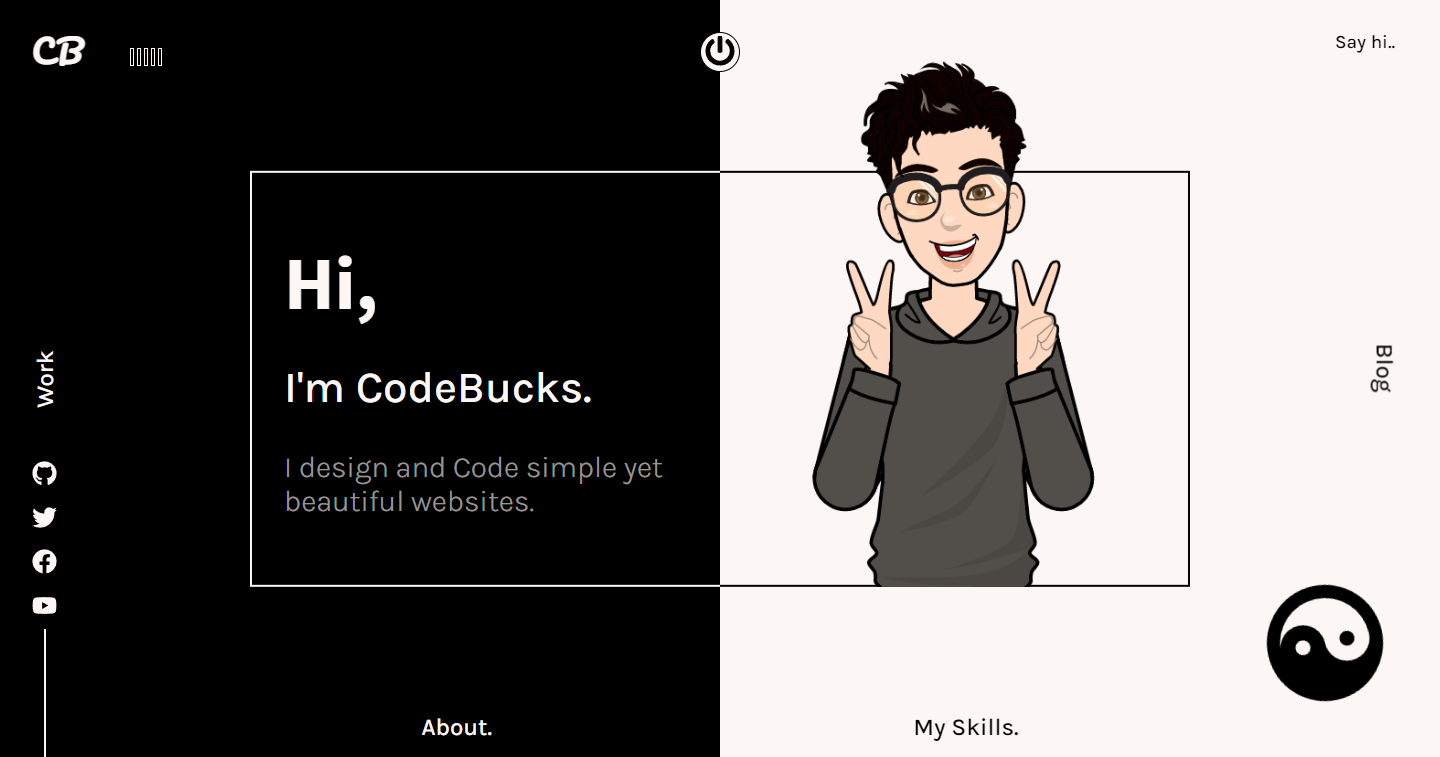 CB
Say hi..
Hi,
I'm CodeBucks.
I design and Code simple yet
beautiful websites.
Work
Blog
About.
My Skills.